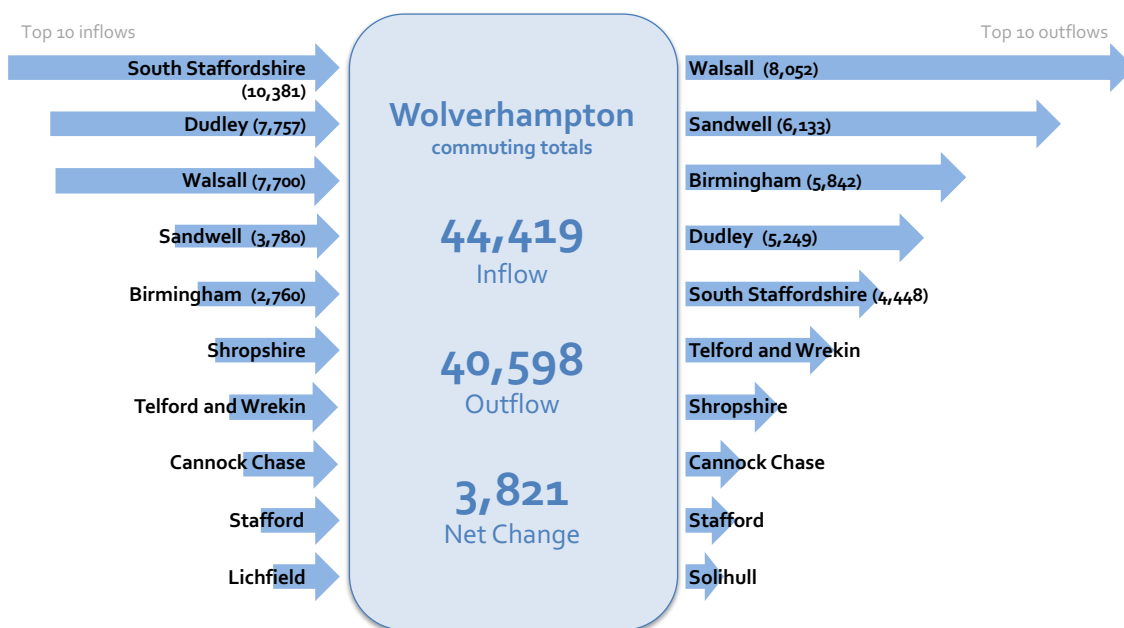 Top 10 inflows
South Staffordshire
(10,381)
Dudley (7,757)
Walsall (7,700)
Sandwell (3,780)
Birmingham (2,760)
Shropshire
Telford and Wrekin
Cannock Chase
Stafford
Lichfield
Wolverhampton
commuting totals
44,419
Inflow
40,598
Outflow
3,821
Net Change
Top 10 outflows
Walsall (8,052)
Sandwell (6,133)
Birmingham (5,842)
Dudley (5,249)
South Staffordshire (4,448)
Telford and Wrekin
Shropshire
Cannock Chase
Stafford
Solihull